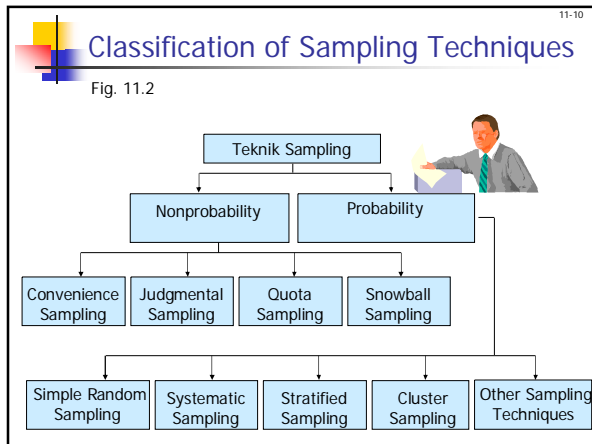 11-10
Classification of Sampling Techniques
Fig. 11.2
Teknik Sampling
Nonprobability
Probability
Convenience
Sampling
Judgmental
Sampling
Quota
Sampling
Snowball
Sampling
Simple Random
Sampling
Systematic
Sampling
Stratified
Sampling
Cluster
Sampling
Other Sampling
Techniques